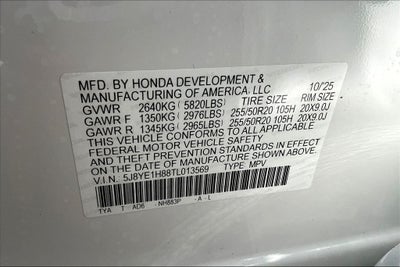 MFD. BY HONDA DEVELOPMENT &
MANUFACTURING OF AMERICA, LLC 10/25
GVWR 2640KG ( 5820LBS) TIRE SIZE RIM SIZE
GAWR F 1350KG ( 2976LBS) 255/50R20 105H 20X9.0J
GAWR R 1345KG ( 2965LBS) 255/50R20 105H 20X9.0J
THIS VEHICLE CONFORMS TO ALL APPLICABLE
FEDERAL MOTOR VEHICLE SAFETY
AND THEFT PREVENTION STANDARDS IN EFFECT
ON THE DATE OF MANUFACTURE SHOWN ABOVE.
V.I.N. 5J8YE1H88TL013569 TYPE MPV
TYA T AD6 NH883P A - L